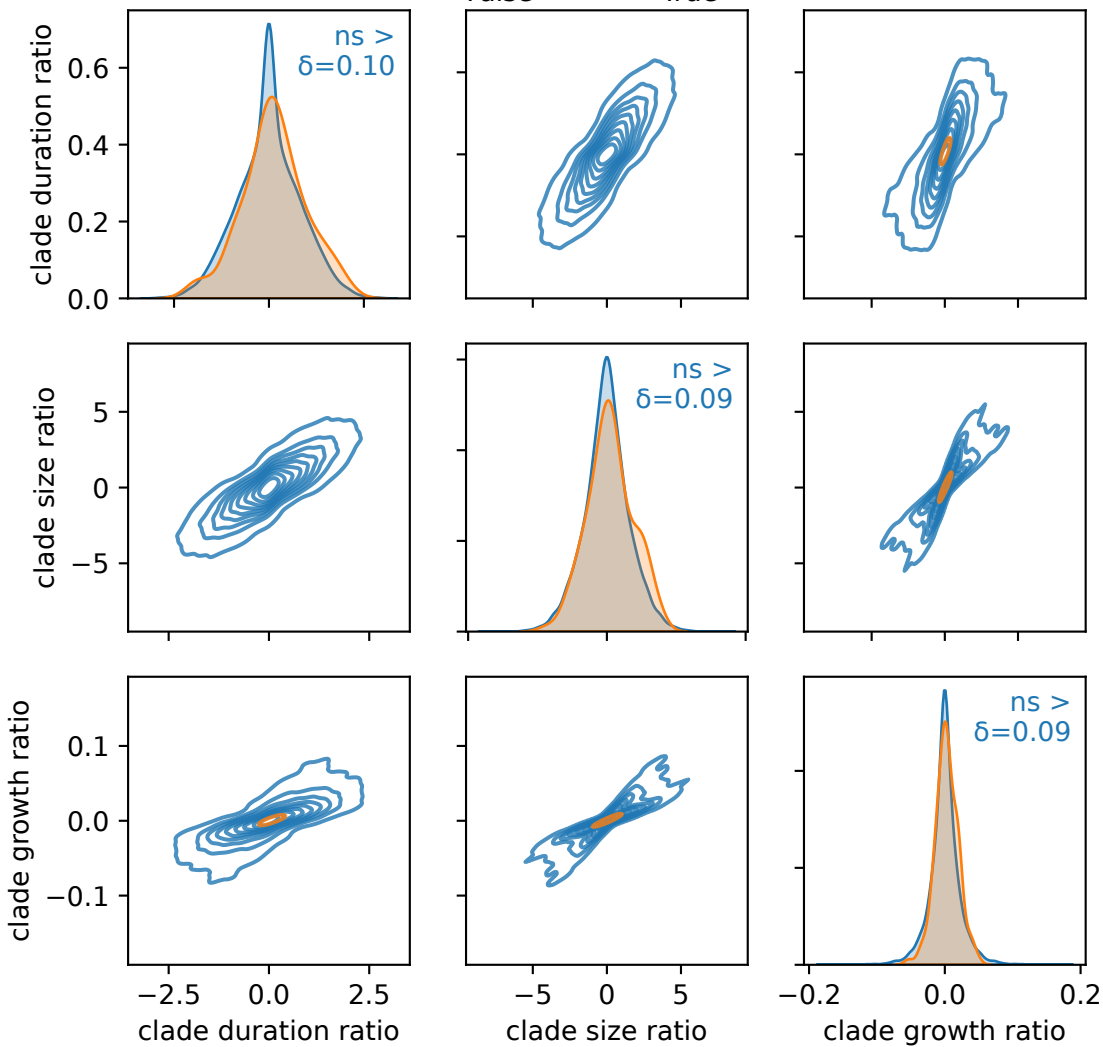 clade duration ratio
0.6
0.4
0.2
0.0
ns >
δ=0.10
clade size ratio
5
0
−5
ns >
δ=0.09
clade growth ratio
0.1
0.0
−0.1
ns >
δ=0.09
−2.5 0.0 2.5
−5 0 5
−0.2 0.0 0.2
clade duration ratio
clade size ratio
clade growth ratio